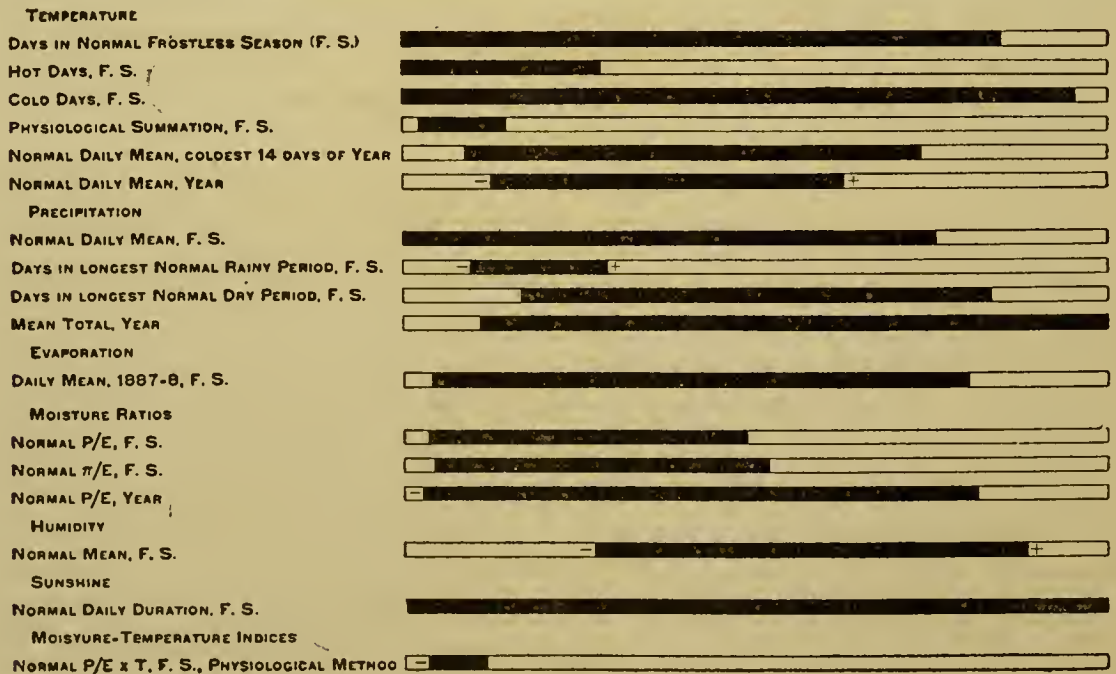 TEMPERATURE
DAYS IN NORMAL FROSTLESS SEASON (F. S.)
HOT DAYS, F. S.
COLD DAYS, F. S.
PHYSIOLOGICAL SUMMATION, F. S.
NORMAL DAILY MEAN, COLDEST 14 DAYS OF YEAR
NORMAL DAILY MEAN, YEAR - +
PRECIPITATION
NORMAL DAILY MEAN, F. S.
DAYS IN LONGEST NORMAL RAINY PERIOD, F. S. - +
DAYS IN LONGEST NORMAL DRY PERIOD, F. S.
MEAN TOTAL, YEAR
EVAPORATION
DAILY MEAN, 1887-8, F. S.
MOISTURE RATIOS
NORMAL P/E, F. S.
NORMAL π/E, F. S.
NORMAL P/E, YEAR -
HUMIDITY
NORMAL MEAN, F. S. - +
SUNSHINE
NORMAL DAILY DURATION, F. S.
MOISTURE-TEMPERATURE INDICES
NORMAL P/E x T, F. S., PHYSIOLOGICAL METHOD -